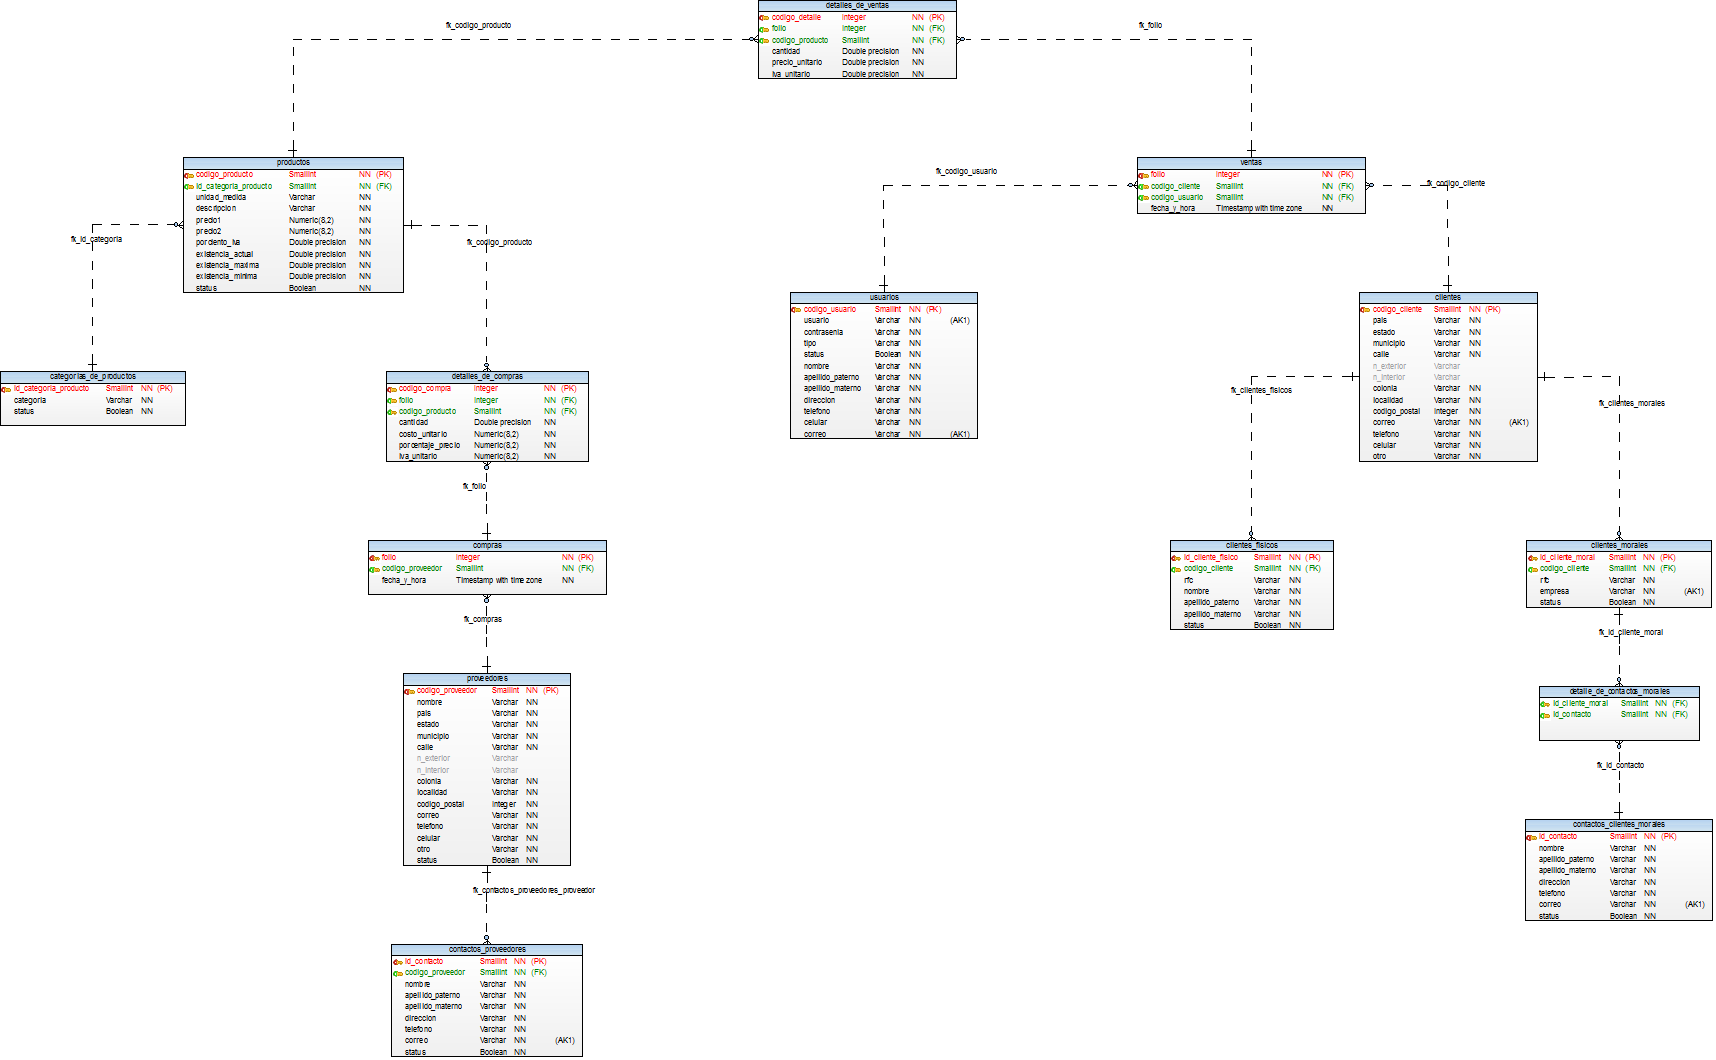 detalles_de_ventas
codigo_detalle Integer NN (PK)
folio Integer NN (FK)
codigo_producto Smallint NN (FK)
cantidad Double precision NN
precio_unitario Double precision NN
iva_unitario Double precision NN
fk_codigo_producto
fk_folio
productos
codigo_producto Smallint NN (PK)
id_categoria_producto Smallint NN (FK)
unidad_medida Varchar NN
descripcion Varchar NN
precio1 Numeric(8,2) NN
precio2 Numeric(8,2) NN
porciento_iva Double precision NN
existencia_actual Double precision NN
existencia_maxima Double precision NN
existencia_minima Double precision NN
status Boolean NN
ventas
folio Integer NN (PK)
codigo_cliente Smallint NN (FK)
codigo_usuario Smallint NN (FK)
fecha_y_hora Timestamp with time zone NN
fk_codigo_usuario
fk_codigo_cliente
fk_id_categoria
fk_codigo_producto
usuarios
codigo_usuario Smallint NN (PK)
usuario Varchar NN (AK1)
contrasenia Varchar NN
tipo Varchar NN
status Boolean NN
nombre Varchar NN
apellido_paterno Varchar NN
apellido_materno Varchar NN
direccion Varchar NN
telefono Varchar NN
celular Varchar NN
correo Varchar NN (AK1)
clientes
codigo_cliente Smallint NN (PK)
pais Varchar NN
estado Varchar NN
municipio Varchar NN
calle Varchar NN
n_exterior Varchar
n_interior Varchar
colonia Varchar NN
localidad Varchar NN
codigo_postal Integer NN
correo Varchar NN (AK1)
telefono Varchar NN
celular Varchar NN
otro Varchar NN
fk_clientes_fisicos
fk_clientes_morales
categorias_de_productos
id_categoria_producto Smallint NN (PK)
categoria Varchar NN
status Boolean NN
detalles_de_compras
codigo_compra Integer NN (PK)
folio Integer NN (FK)
codigo_producto Smallint NN (FK)
cantidad Double precision NN
costo_unitario Numeric(8,2) NN
porcentaje_precio Numeric(8,2) NN
iva_unitario Numeric(8,2) NN
fk_folio
compras
folio Integer NN (PK)
codigo_proveedor Smallint NN (FK)
fecha_y_hora Timestamp with time zone NN
fk_compras
clientes_fisicos
id_cliente_fisico Smallint NN (PK)
codigo_cliente Smallint NN (FK)
rfc Varchar NN
nombre Varchar NN
apellido_paterno Varchar NN
apellido_materno Varchar NN
status Boolean NN
clientes_morales
id_cliente_moral Smallint NN (PK)
codigo_cliente Smallint NN (FK)
rfc Varchar NN
empresa Varchar NN (AK1)
status Boolean NN
fk_id_cliente_moral
proveedores
codigo_proveedor Smallint NN (PK)
nombre Varchar NN
pais Varchar NN
estado Varchar NN
municipio Varchar NN
calle Varchar NN
n_exterior Varchar
n_interior Varchar
colonia Varchar NN
localidad Varchar NN
codigo_postal Integer NN
correo Varchar NN
telefono Varchar NN
celular Varchar NN
otro Varchar NN
status Boolean NN
detalle_de_contactos_morales
id_cliente_moral Smallint NN (FK)
id_contacto Smallint NN (FK)
fk_id_contacto
contactos_clientes_morales
id_contacto Smallint NN (PK)
nombre Varchar NN
apellido_paterno Varchar NN
apellido_materno Varchar NN
direccion Varchar NN
telefono Varchar NN
correo Varchar NN (AK1)
status Boolean NN
fk_contactos_proveedores_proveedor
contactos_proveedores
id_contacto Smallint NN (PK)
codigo_proveedor Smallint NN (FK)
nombre Varchar NN
apellido_paterno Varchar NN
apellido_materno Varchar NN
direccion Varchar NN
telefono Varchar NN
correo Varchar NN (AK1)
status Boolean NN